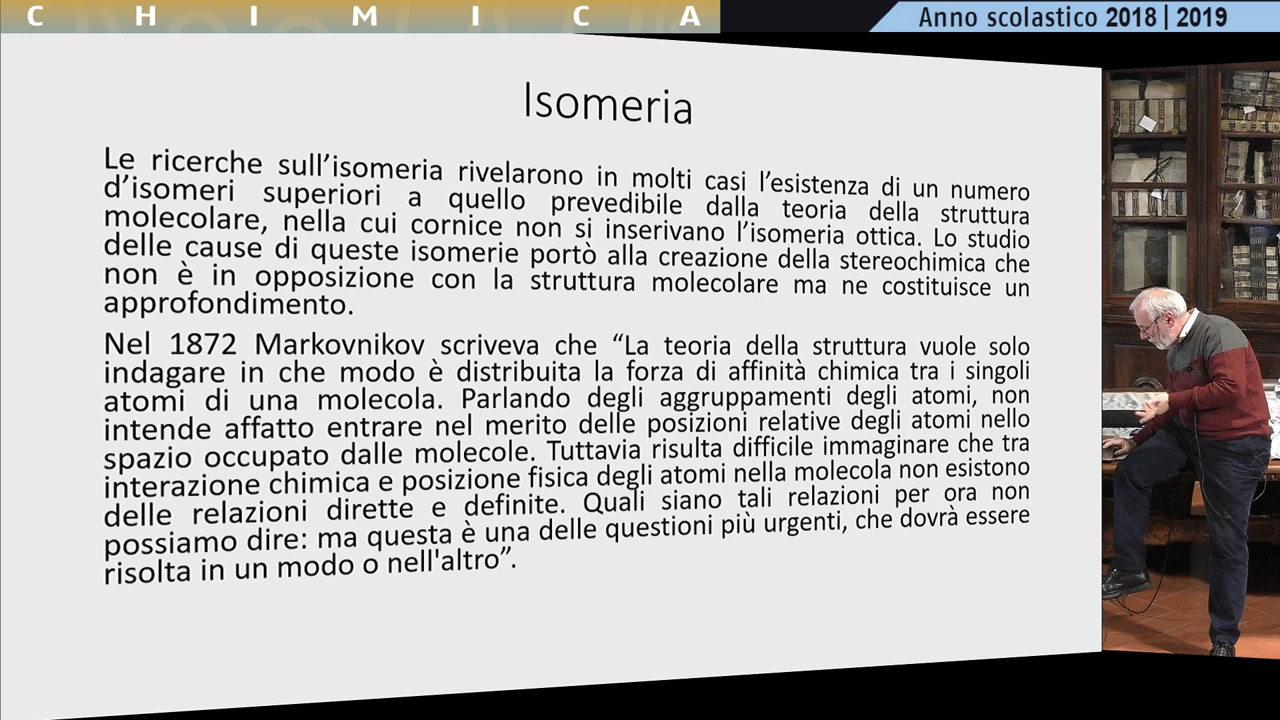 CHIMICA
Anno scolastico 2018|2019
Isomeria
Le ricerche sull’isomeria rivelarono in molti casi l’esistenza di un numero
d’isomeri superiori a quello prevedibile dalla teoria della struttura
molecolare, nella cui cornice non si inserivano l’isomeria ottica. Lo studio
delle cause di queste isomerie portò alla creazione della stereochimica che
non è in opposizione con la struttura molecolare ma ne costituisce un
approfondimento.
Nel 1872 Markovnikov scriveva che “La teoria della struttura vuole solo
indagare in che modo è distribuita la forza di affinità chimica tra i singoli
atomi di una molecola. Parlando degli aggruppamenti degli atomi, non
intende affatto entrare nel merito delle posizioni relative degli atomi nello
spazio occupato dalle molecole. Tuttavia risulta difficile immaginare che tra
interazione chimica e posizione fisica degli atomi nella molecola non esistono
delle relazioni dirette e definite. Quali siano tali relazioni per ora non
possiamo dire: ma questa è una delle questioni più urgenti, che dovrà essere
risolta in un modo o nell'altro”.